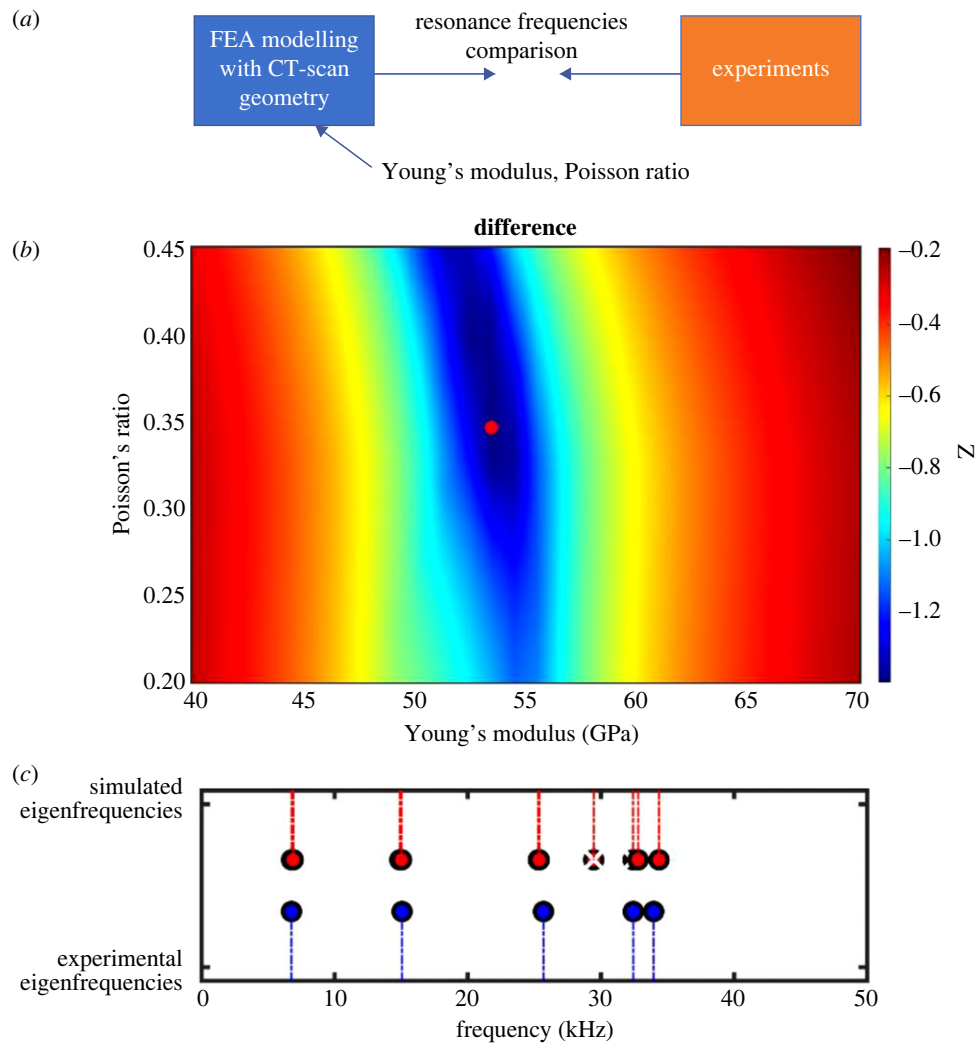 (a)
FEA modelling
with CT-scan
geometry
resonance frequencies
comparison
experiments
Young’s modulus, Poisson ratio
(b)
difference
0.45
0.40
0.35
0.30
0.25
0.20
Poisson’s ratio
40 50 55 60 65 70
45
Young’s modulus (GPa)
–0.2
–0.4
–0.6
–0.8
–1.0
–1.2
Z
(c)
simulated
eigenfrequencies
experimental
eigenfrequencies
0 10 20 30 40 50
frequency (kHz)